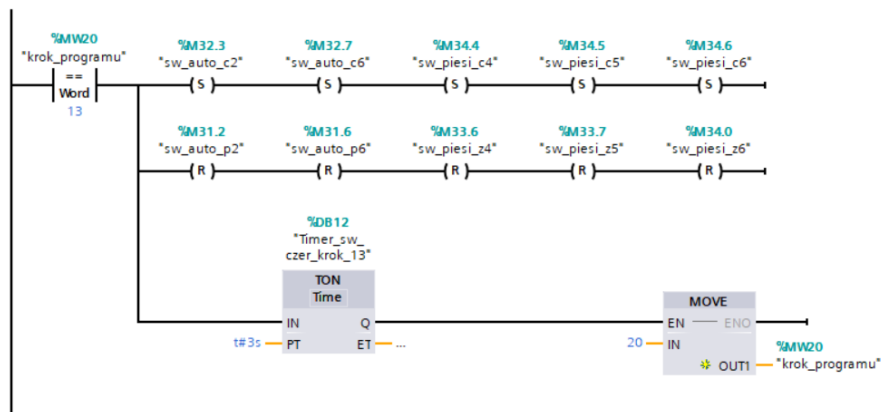 %MW20
"krok_programu"
==
Word
13
%M32.3
"sw_auto_c2"
S
%M32.7
"sw_auto_c6"
S
%M34.4
"sw_piesi_c4"
S
%M34.5
"sw_piesi_c5"
S
%M34.6
"sw_piesi_c6"
S
%M31.2
"sw_auto_p2"
R
%M31.6
"sw_auto_p6"
R
%M33.6
"sw_piesi_z4"
R
%M33.7
"sw_piesi_z5"
R
%M34.0
"sw_piesi_z6"
R
%DB12
"Timer_sw_
czer_krok_13"
TON
Time
IN Q
t#3s PT ET ...
MOVE
EN ENO
20 IN
OUT1
%MW20
"krok_programu"